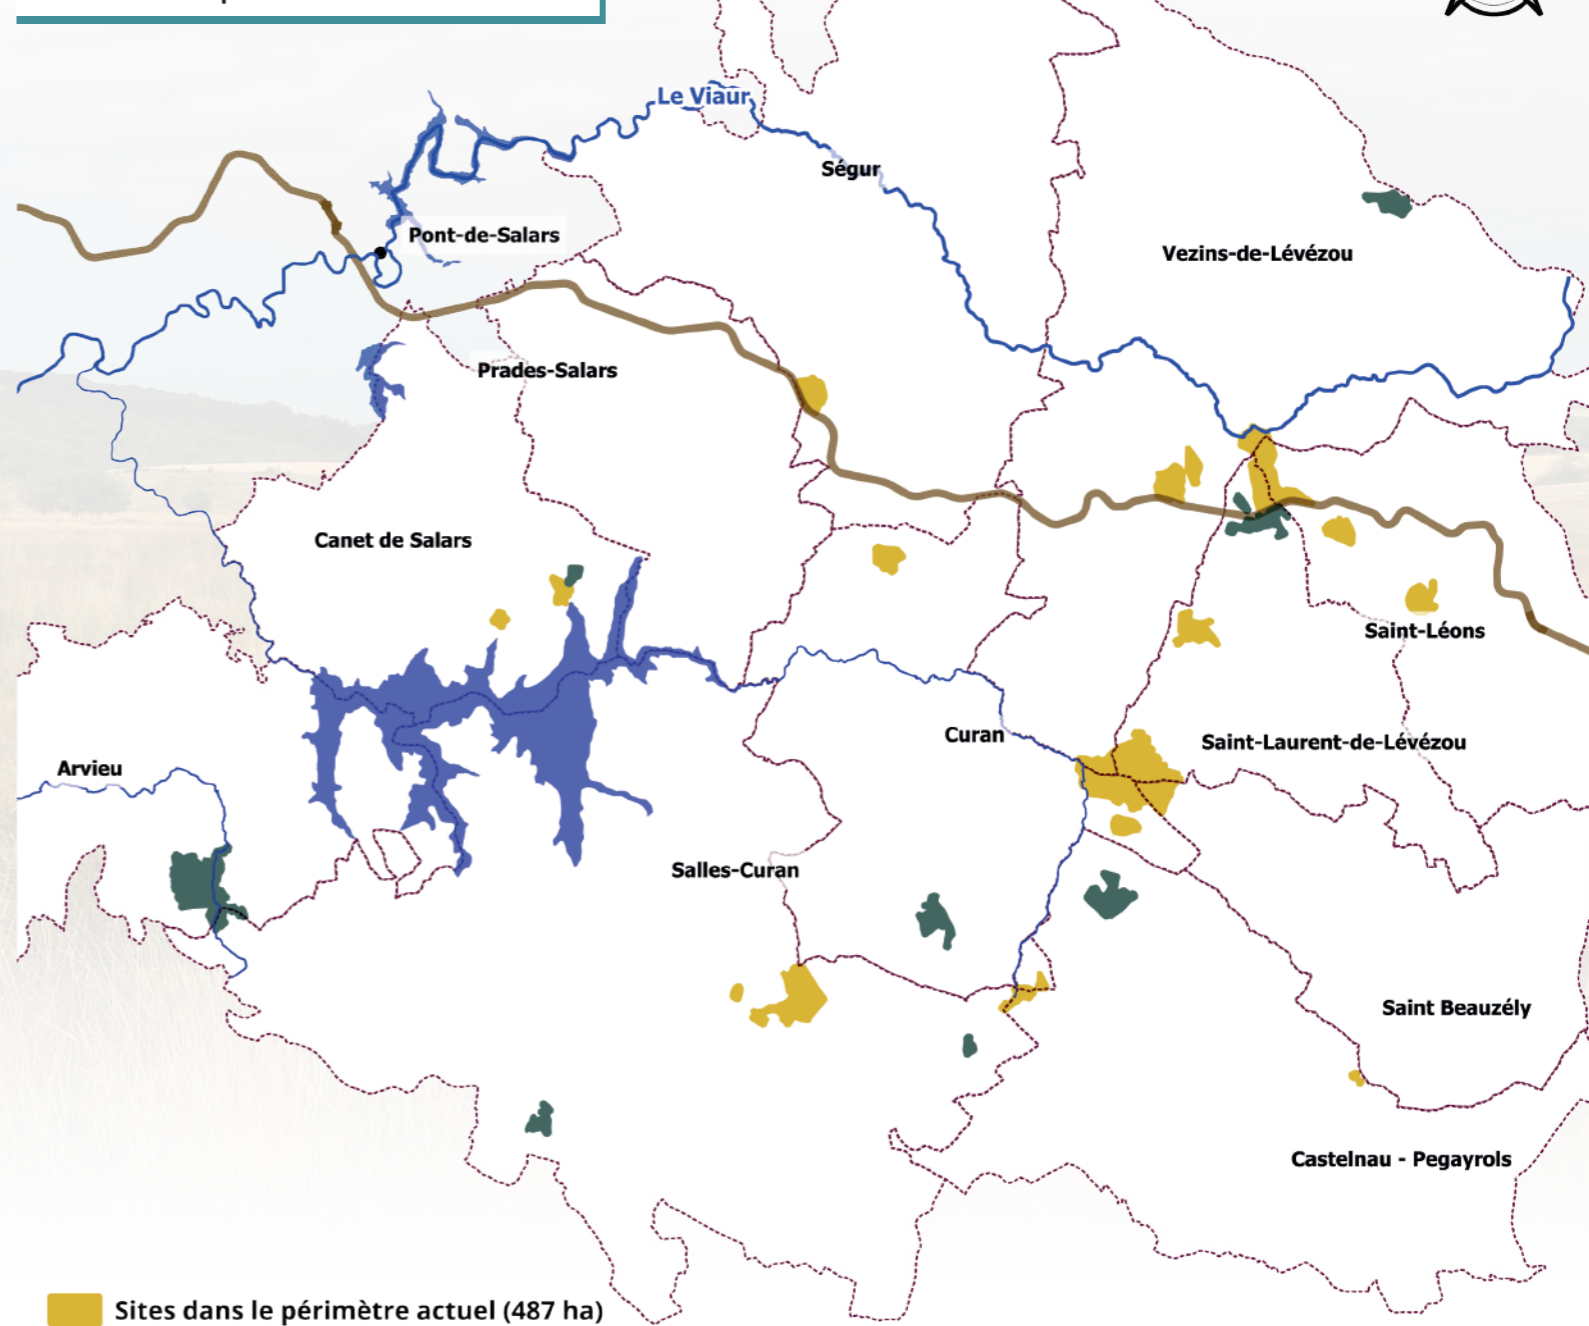 Le Viaur
Ségur
Pont-de-Salars
Vezins-de-Lévézou
Prades-Salars
Canet de Salars
Saint-Léons
Curan
Saint-Laurent-de-Lévézou
Arvieu
Salles-Curan
Saint Beauzély
Castelnau - Pegayrols
Sites dans le périmètre actuel (487 ha)